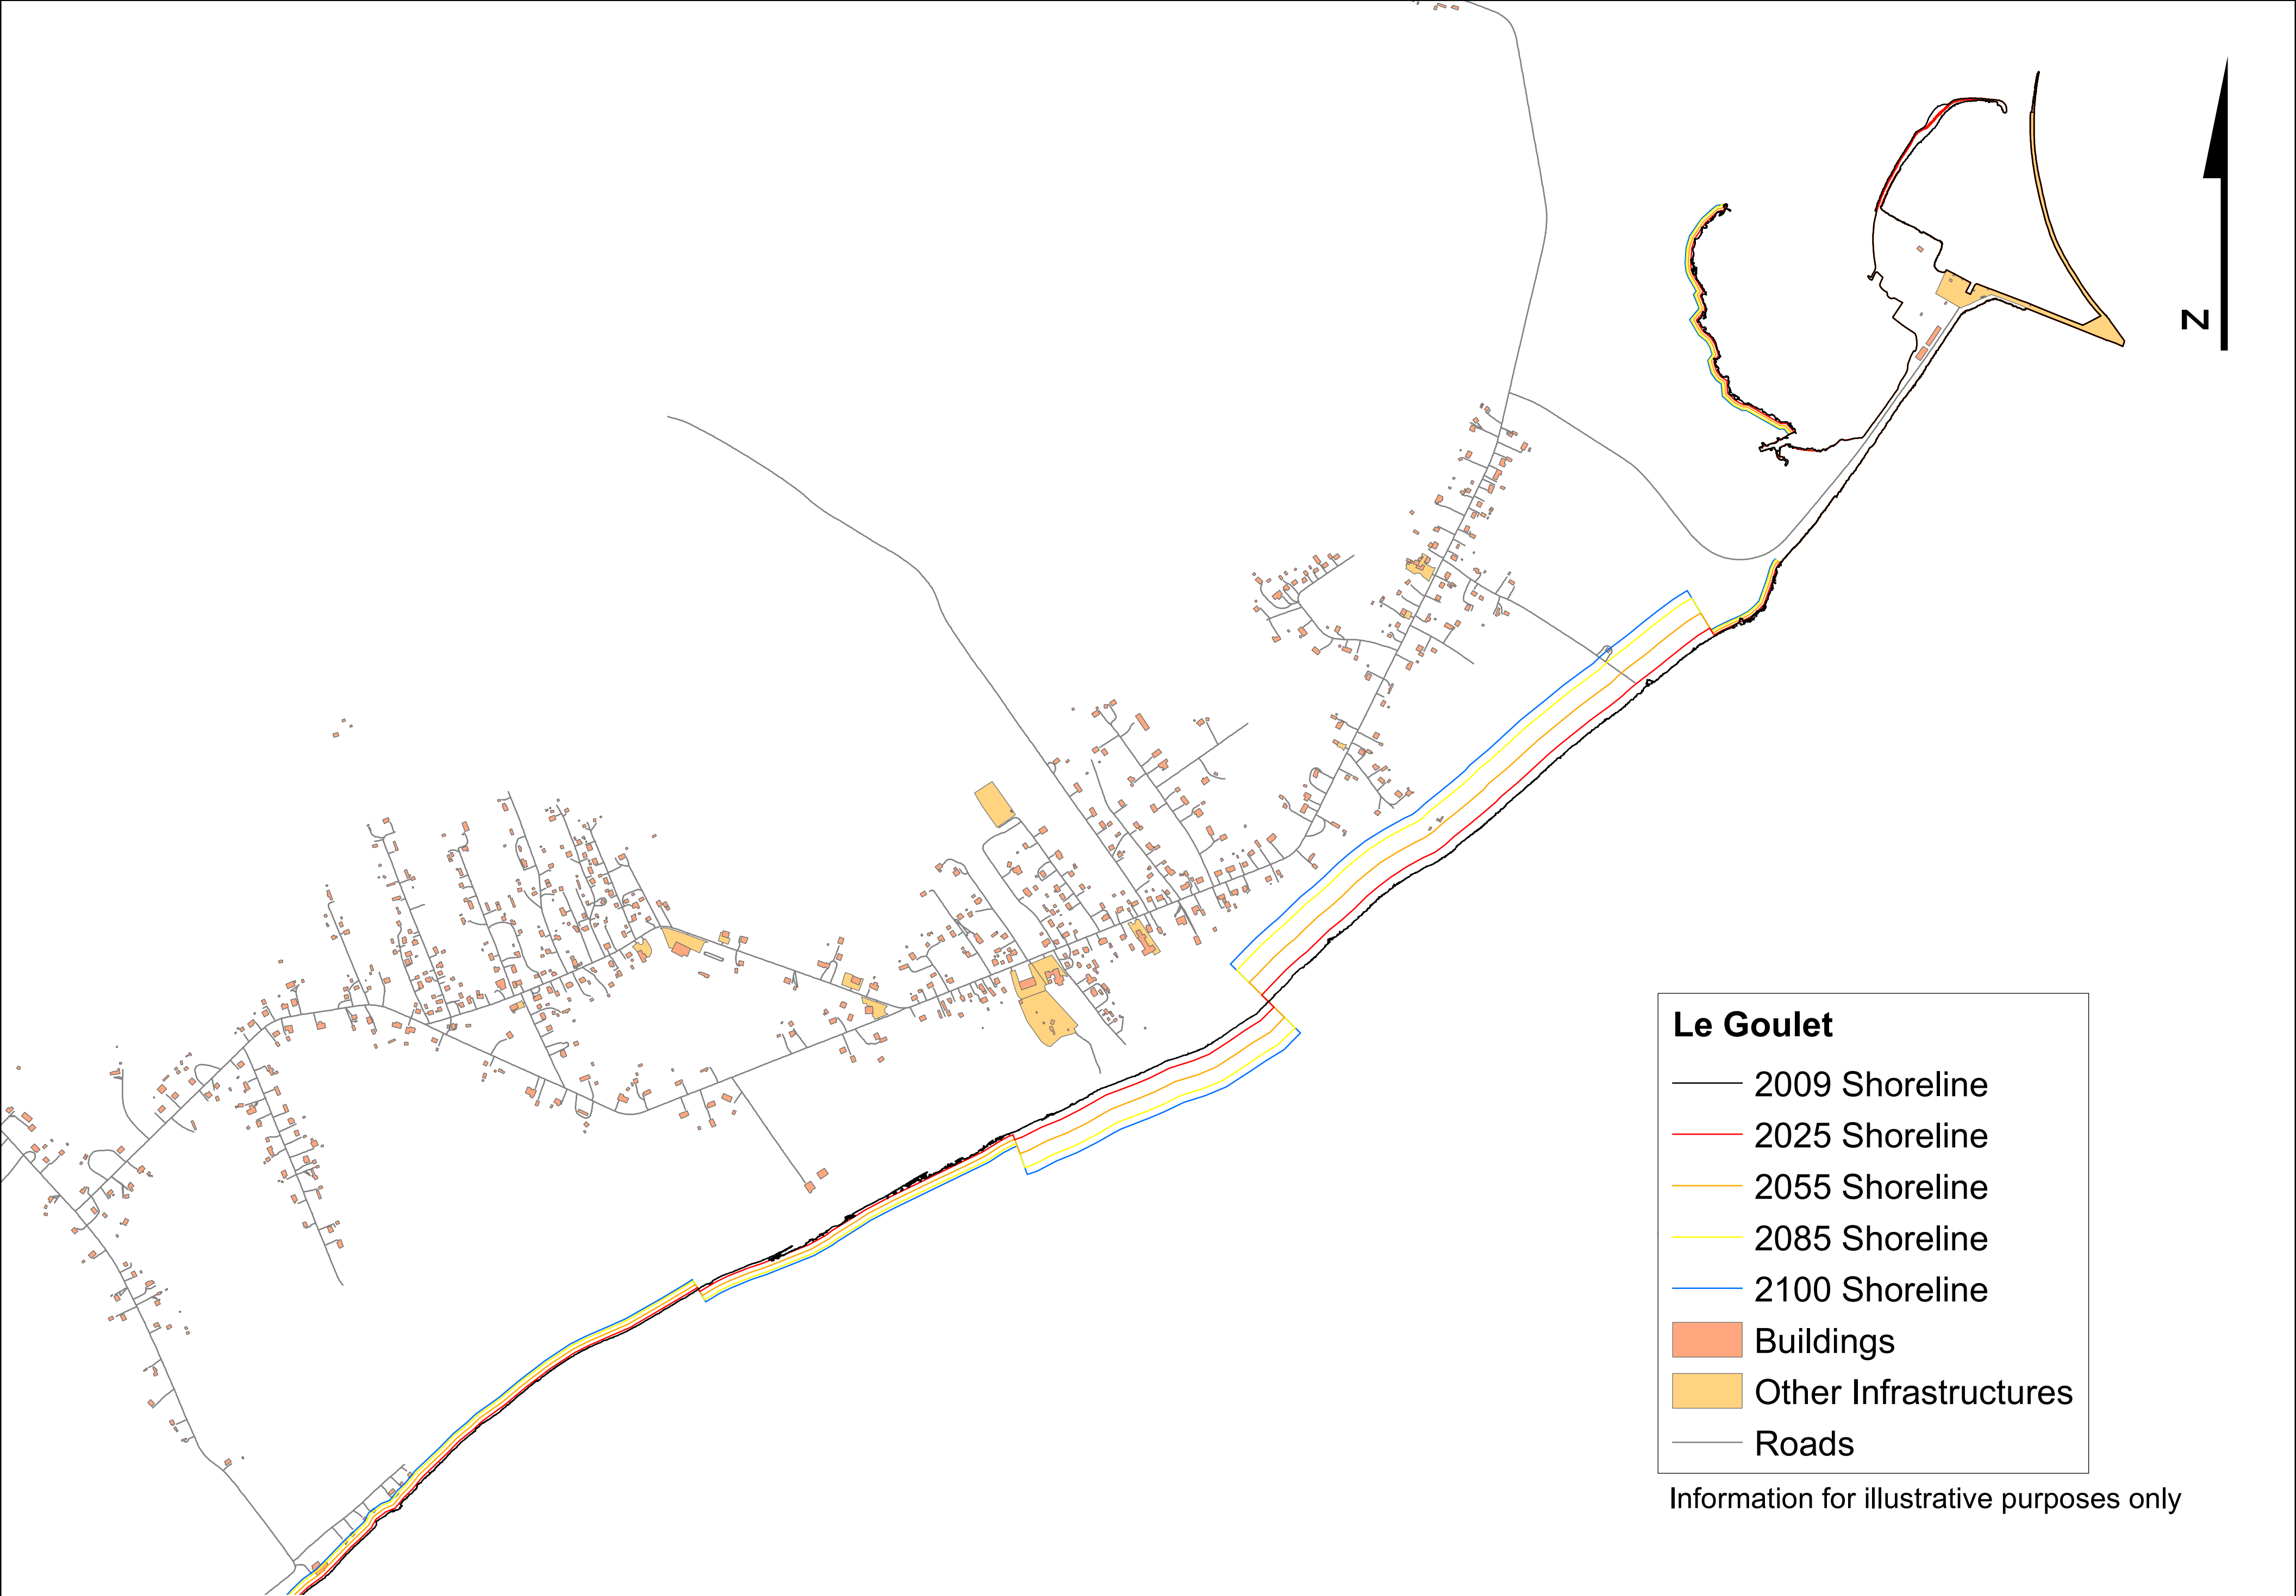 N
Le Goulet
2009 Shoreline
2025 Shoreline
2055 Shoreline
2085 Shoreline
2100 Shoreline
Buildings
Other Infrastructures
Roads
Information for illustrative purposes only